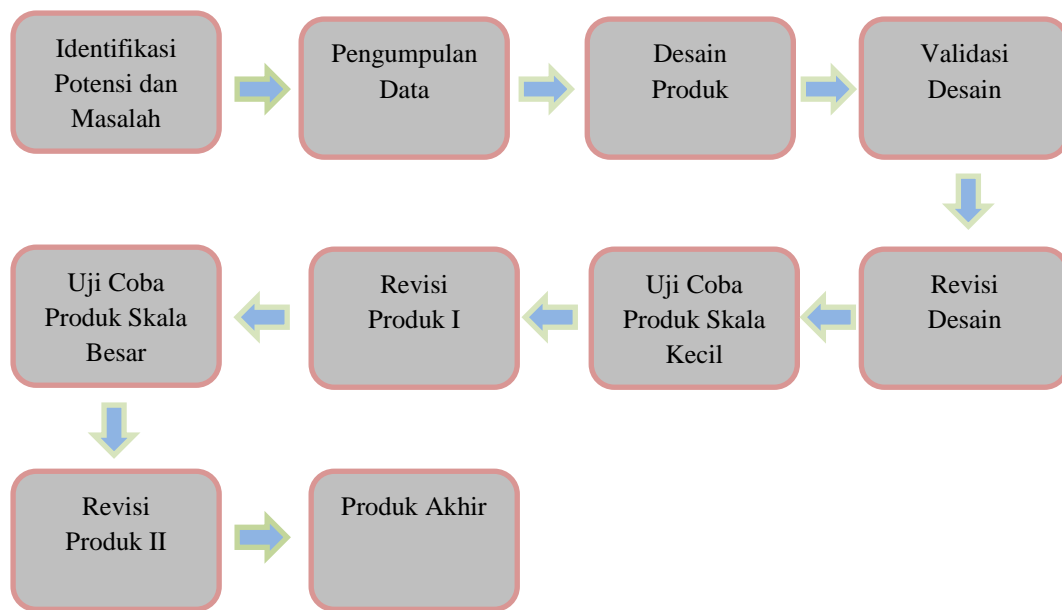 Identifikasi
Potensi dan
Masalah
Pengumpulan
Data
Desain
Produk
Validasi
Desain
Revisi
Desain
Uji Coba
Produk Skala
Kecil
Revisi
Produk I
Uji Coba
Produk Skala
Besar
Revisi
Produk II
Produk Akhir